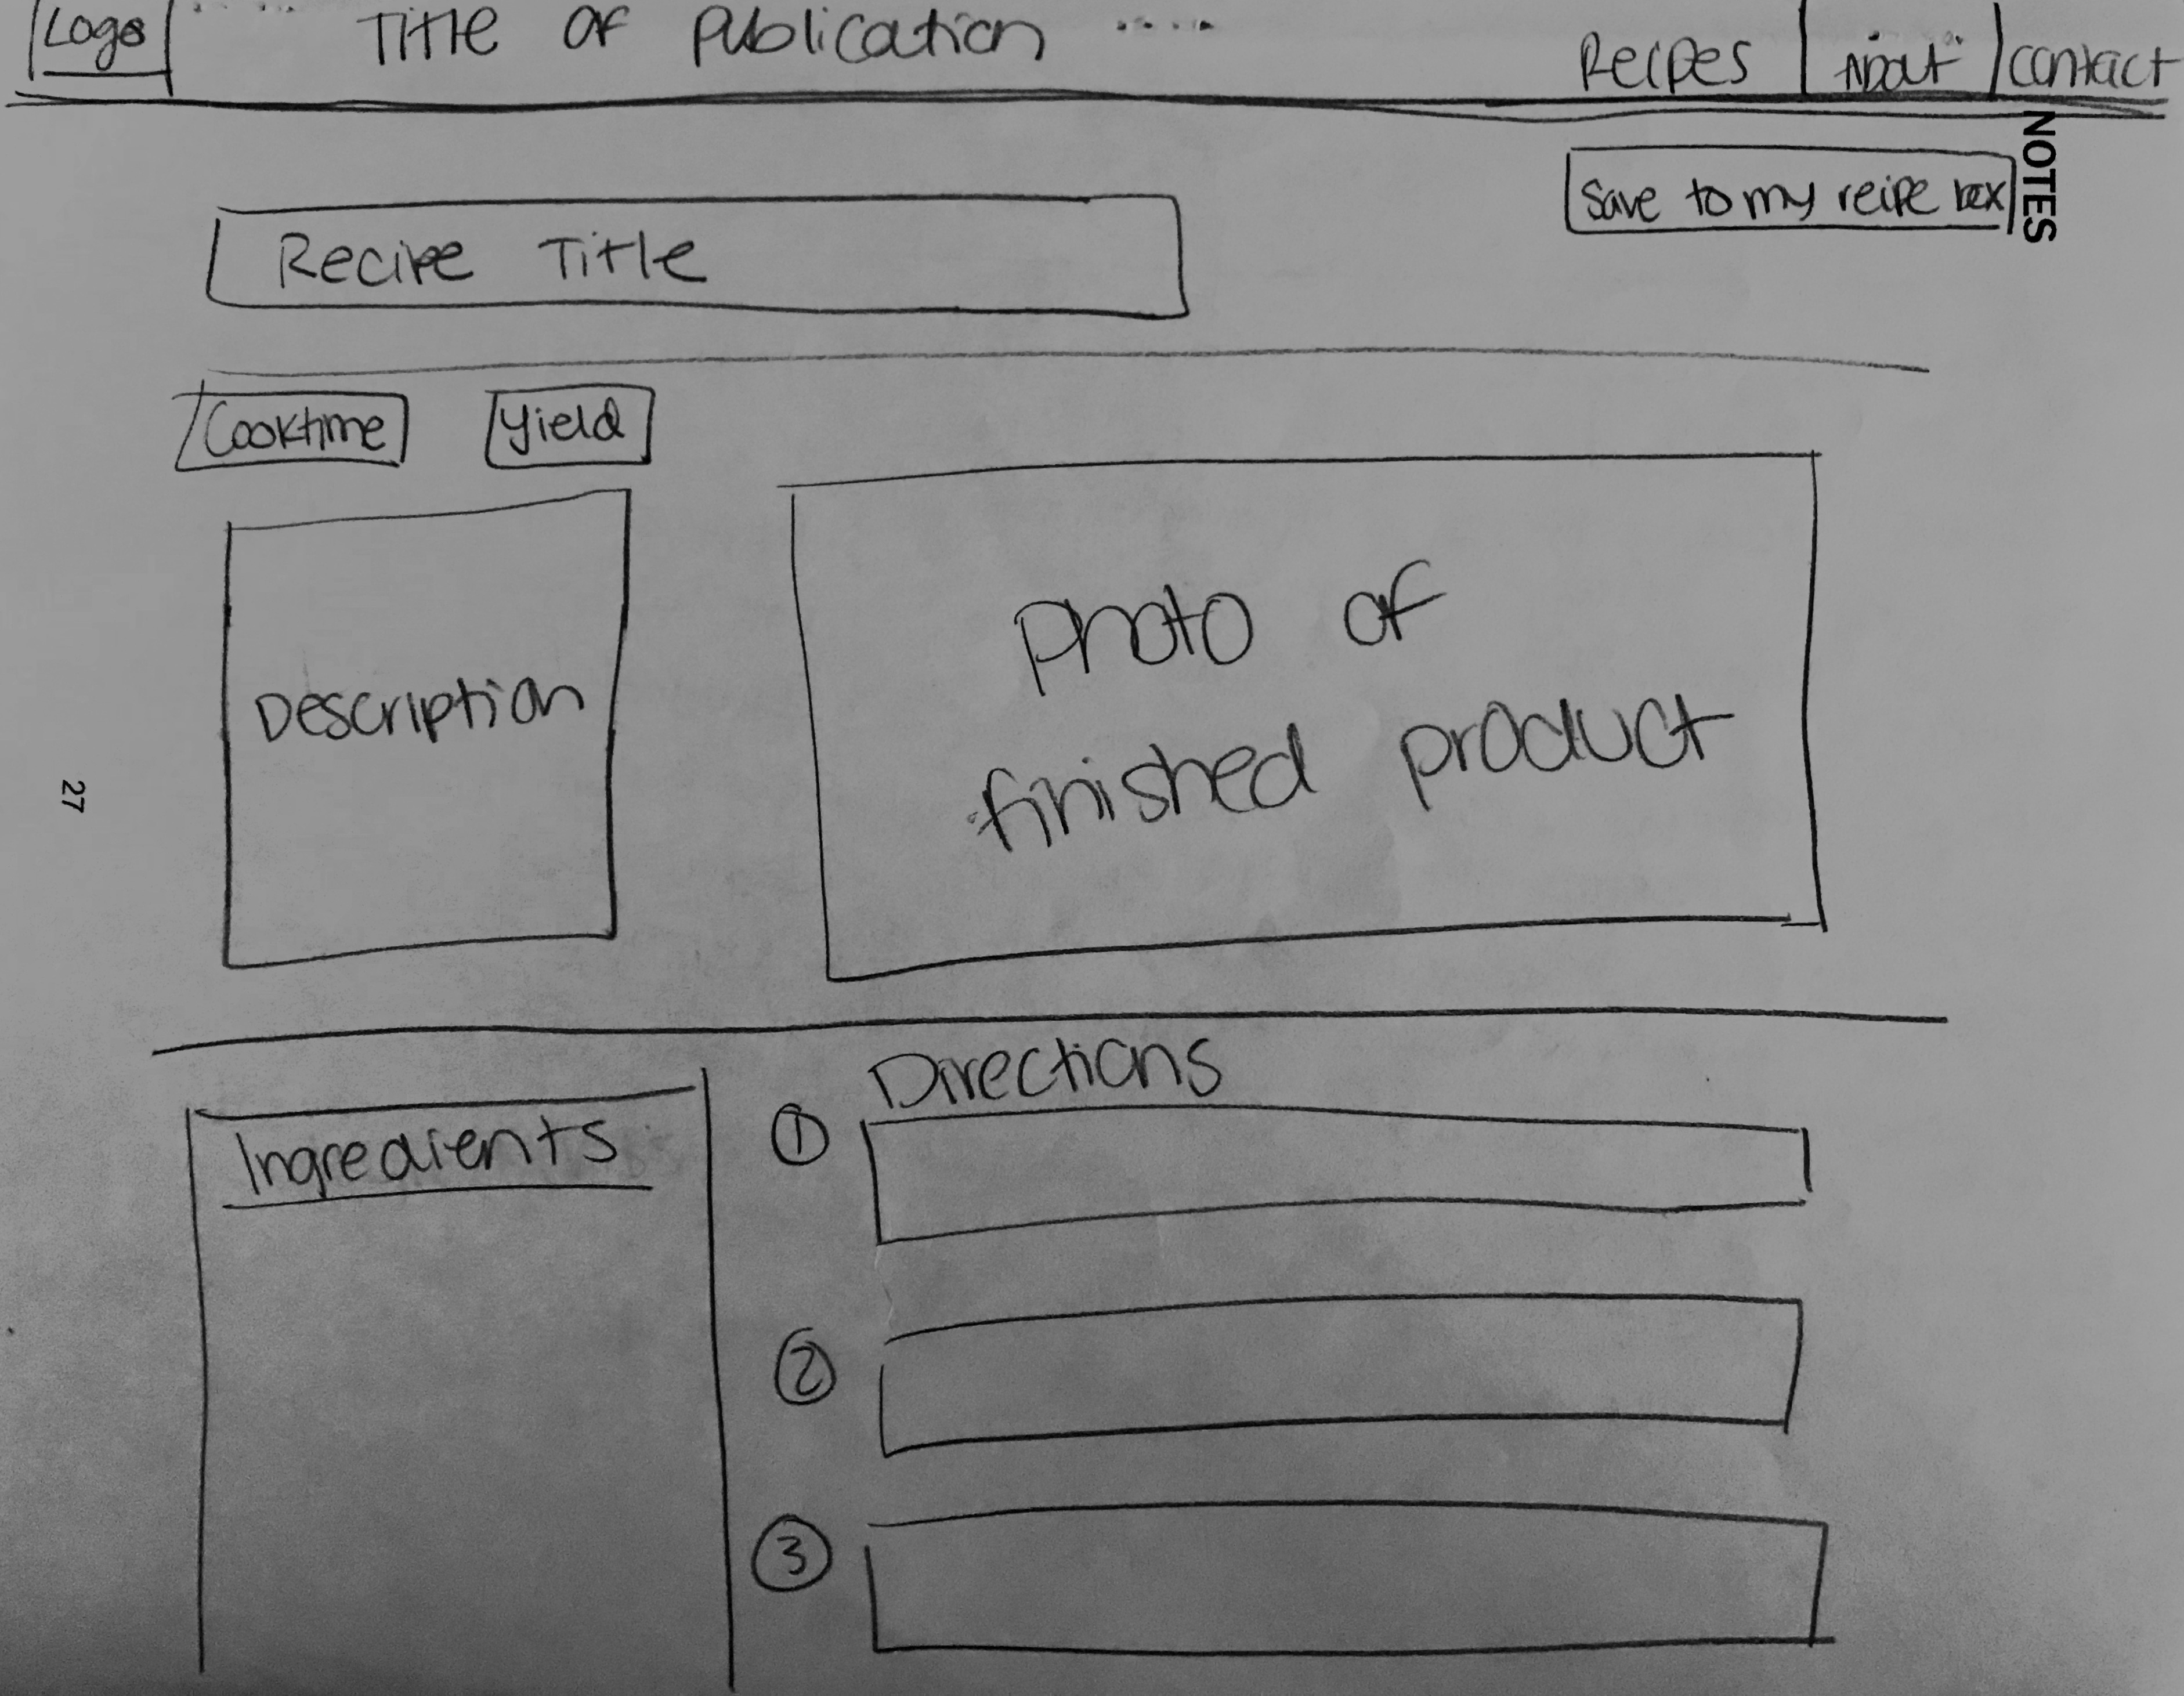 Logo
Title of Publication
Recipes
About
Contact
NOTES
Save to my reipe box
Recipe Title
Cooktime
Yield
Description
Photo of
finished product
27
Directions
Ingredients
1
2
3